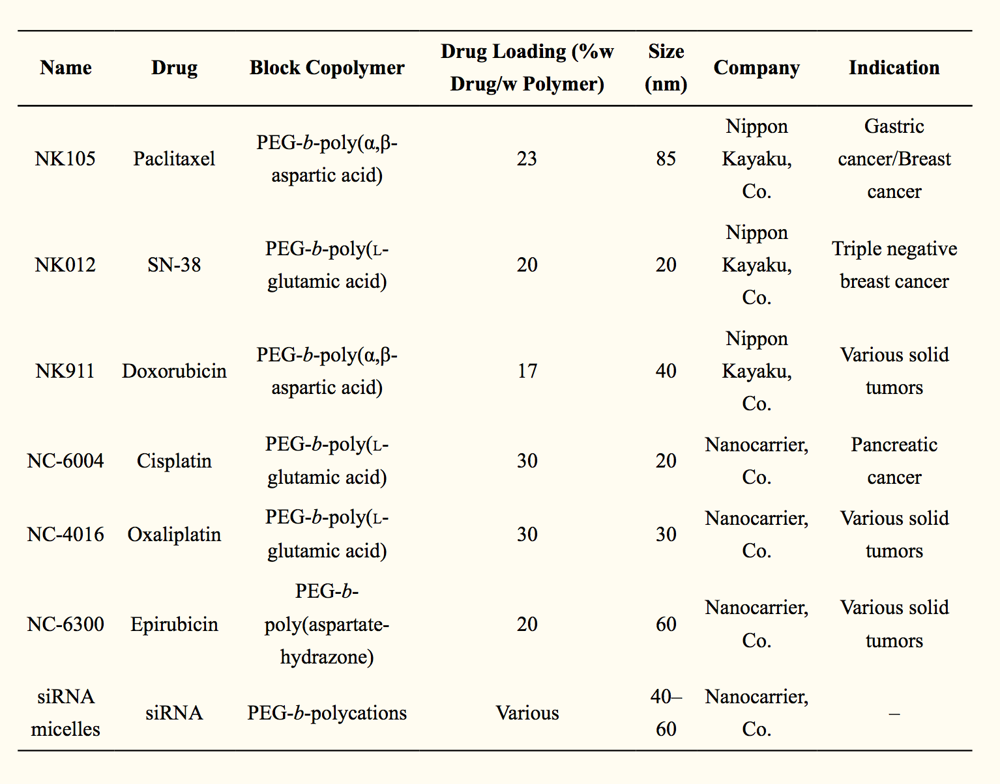 Name Drug Block Copolymer Drug Loading (%w Drug/w Polymer) Size (nm) Company Indication
NK105 Paclitaxel PEG-b-poly(α,β-aspartic acid) 23 85 Nippon Kayaku, Co. Gastric cancer/Breast cancer
NK012 SN-38 PEG-b-poly(L-glutamic acid) 20 20 Nippon Kayaku, Co. Triple negative breast cancer
NK911 Doxorubicin PEG-b-poly(α,β-aspartic acid) 17 40 Nippon Kayaku, Co. Various solid tumors
NC-6004 Cisplatin PEG-b-poly(L-glutamic acid) 30 20 Nanocarrier, Co. Pancreatic cancer
NC-4016 Oxaliplatin PEG-b-poly(L-glutamic acid) 30 30 Nanocarrier, Co. Various solid tumors
NC-6300 Epirubicin PEG-b-poly(aspartate-hydrazone) 20 60 Nanocarrier, Co. Various solid tumors
siRNA micelles siRNA PEG-b-polycations Various 40–60 Nanocarrier, Co. –